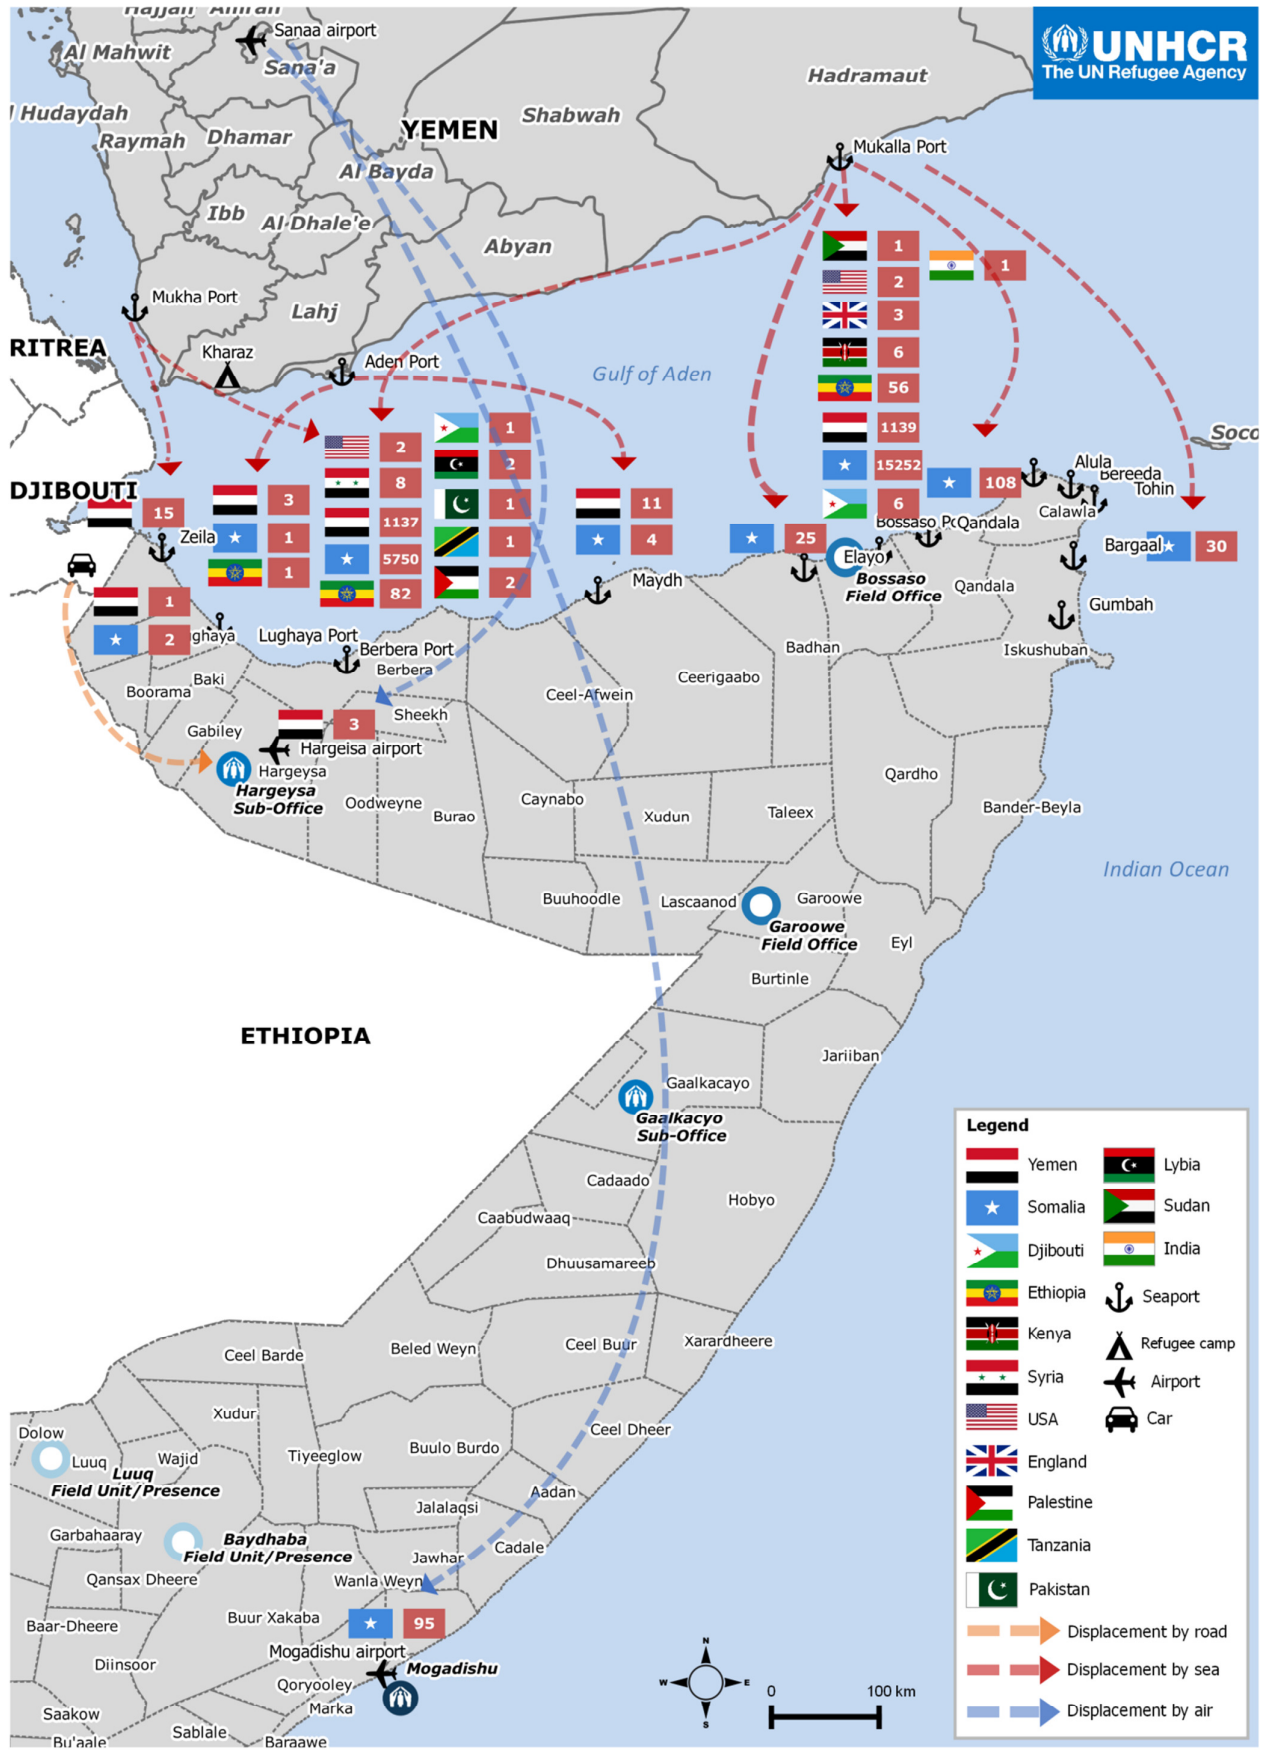 Hajjah
Amran
Sanaa airport
Al Mahwit
Sana'a
UNHCR
The UN Refugee Agency
Hadramaut
l Hudaydah
Shabwah
Raymah
Dhamar
YEMEN
Mukalla Port
Al Bayda
Ibb
Al Dhale'e
Abyan
1
1
2
Mukha Port
Lahj
3
RITREA
Kharaz
Aden Port
6
Gulf of Aden
56
1
1139
2
Soco
2
15252
Alula
Bereeda
Tohin
8
108
DJIBOUTI
15
3
1
11
6
Calawla
1137
Bossaso Po
Qandala
Zeila
1
1
4
25
Elayo
Bargaal
30
5750
1
82
2
Maydh
Bossaso
Field Office
Qandala
1
Gumbah
2
ghaya
Lughaya Port
Berbera Port
Berbera
Badhan
Iskushuban
Baki
Boorama
Ceerigaabo
Ceel-Afwein
Sheekh
3
Gabiley
Hargeisa airport
Hargeysa
Hargeysa
Sub-Office
Oodweyne
Burao
Caynabo
Xudun
Taleex
Qardho
Bander-Beyla
Indian Ocean
Buuhoodle
Lascaanod
Garoowe
Garoowe
Field Office
Eyl
Burtinle
ETHIOPIA
Jariiban
Gaalkacayo
Gaalkacyo
Sub-Office
Cadaado
Hobyo
Caabudwaaq
Dhuusamareeb
Ceel Barde
Beled Weyn
Ceel Buur
Xarardheere
Xudur
Dolow
Luuq
Luuq
Field Unit/Presence
Wajid
Tiyeeglow
Buulo Burdo
Ceel Dheer
Aadan
Jalalaqsi
Garbahaaray
Baydhaba
Field Unit/Presence
Cadale
Jawhar
Qansax Dheere
Wanla Weyn
Baar-Dheere
Buur Xakaba
95
Diinsoor
Mogadishu airport
Mogadishu
Qoryooley
Marka
Saakow
Sablale
Bu'aale
Baraawe
N
W
E
S
0
100 km
Legend
Yemen
Lybia
Somalia
Sudan
Djibouti
India
Ethiopia
Seaport
Kenya
Refugee camp
Syria
Airport
USA
Car
England
Palestine
Tanzania
Pakistan
Displacement by road
Displacement by sea
Displacement by air